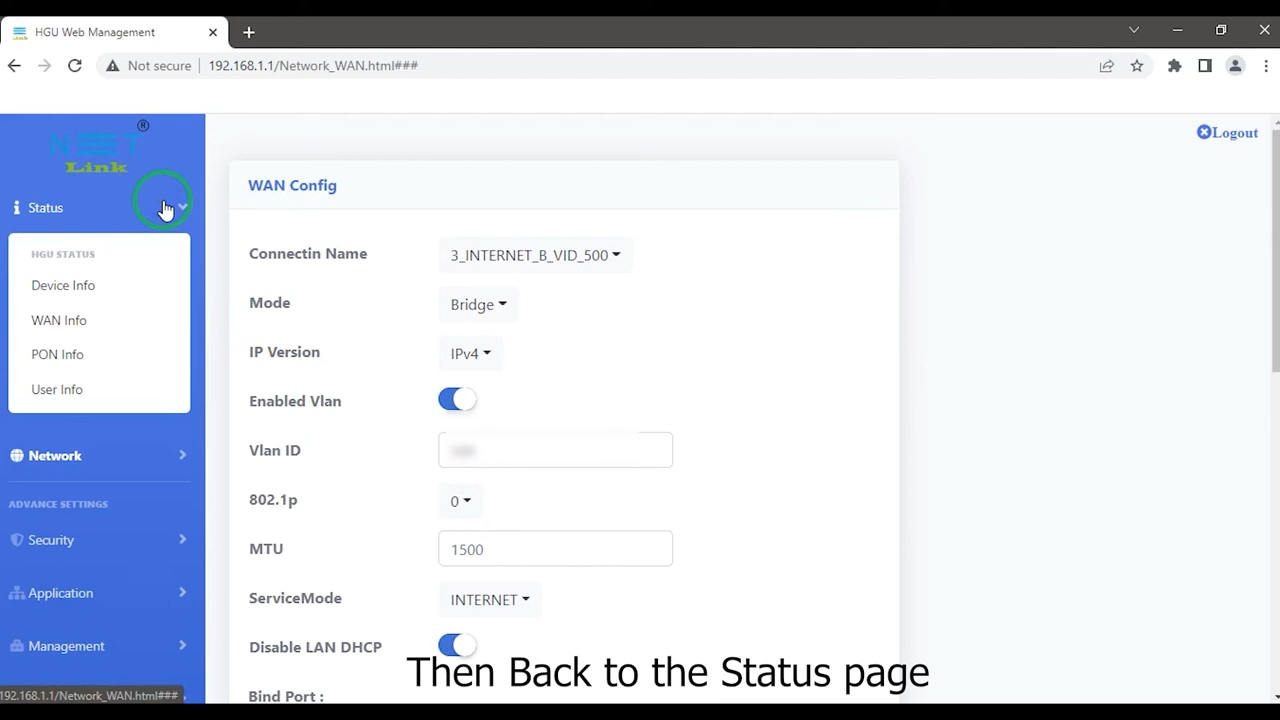 HGU Web Management
Not secure
192.168.1.1/Network_WAN.html###
NET
Link
®
Logout
Status
HGU STATUS
Device Info
WAN Info
PON Info
User Info
Network
ADVANCE SETTINGS
Security
Application
Management
WAN Config
Connectin Name
3_INTERNET_B_VID_500
Mode
Bridge
IP Version
IPv4
Enabled Vlan
Vlan ID
802.1p
0
MTU
1500
ServiceMode
INTERNET
Disable LAN DHCP
Bind Port :
Then Back to the Status page
192.168.1.1/Network_WAN.html###